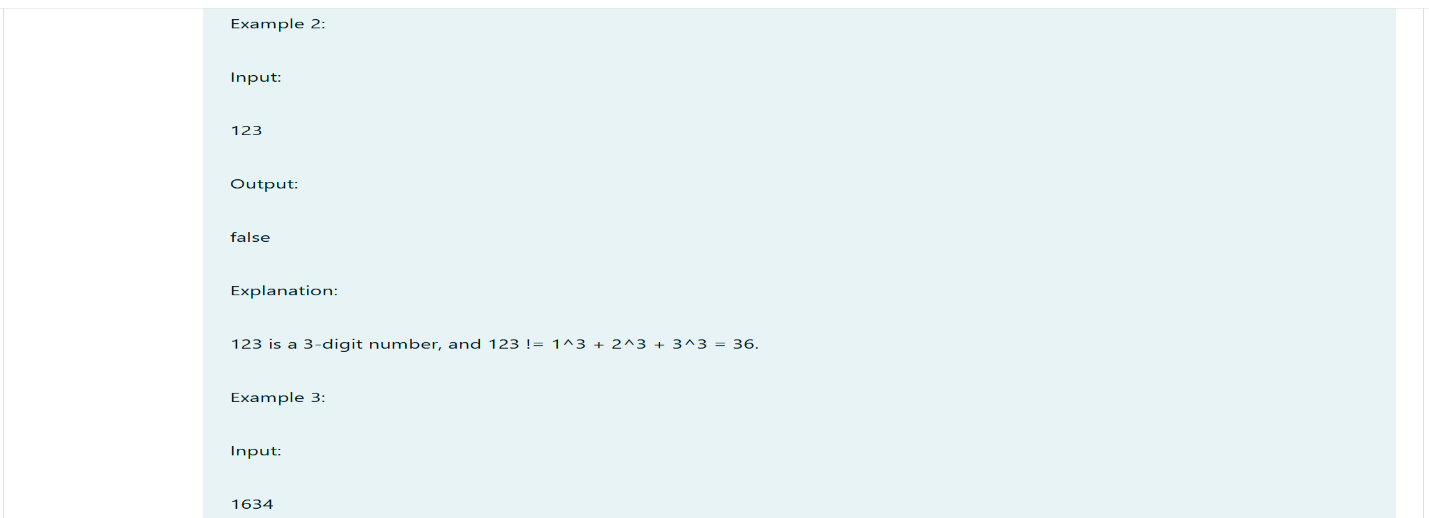 Example 2:
Input:
123
Output:
false
Explanation:
123 is a 3-digit number, and 123 != 1^3 + 2^3 + 3^3 = 36.
Example 3:
Input:
1634